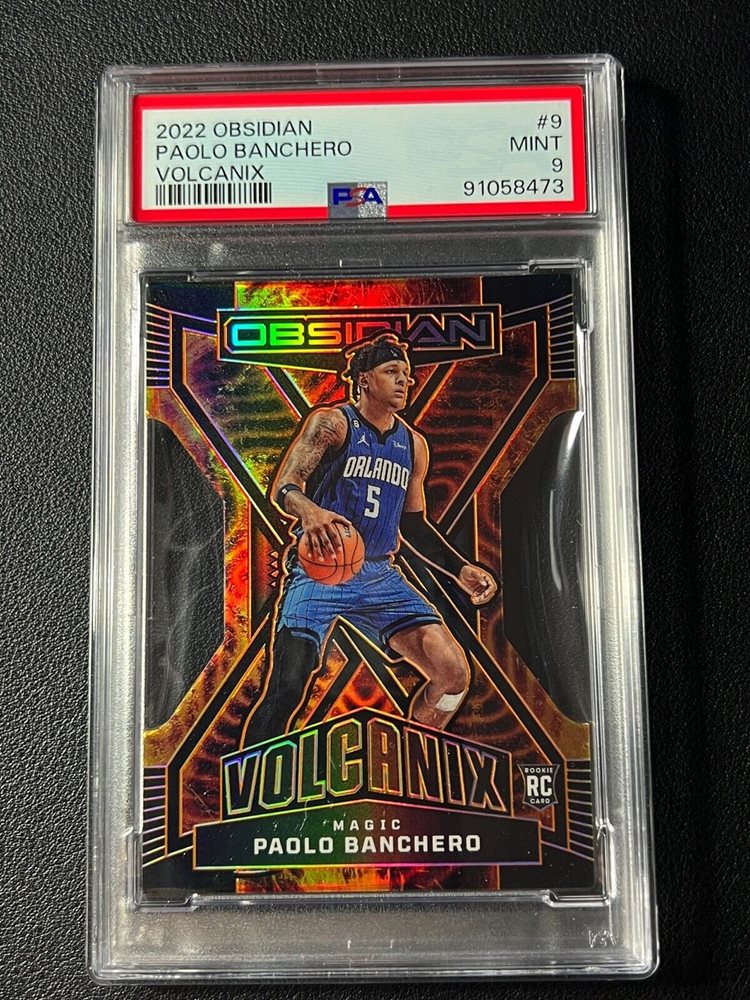 2022 OBSIDIAN #9
PAOLO BANCHERO MINT
VOLCANIX 9
PSA 91058473
OBSIDIAN
Disney
ORLANDO
5
VOLCANIX
ROOKIE
RC
CARD
MAGIC
PAOLO BANCHERO